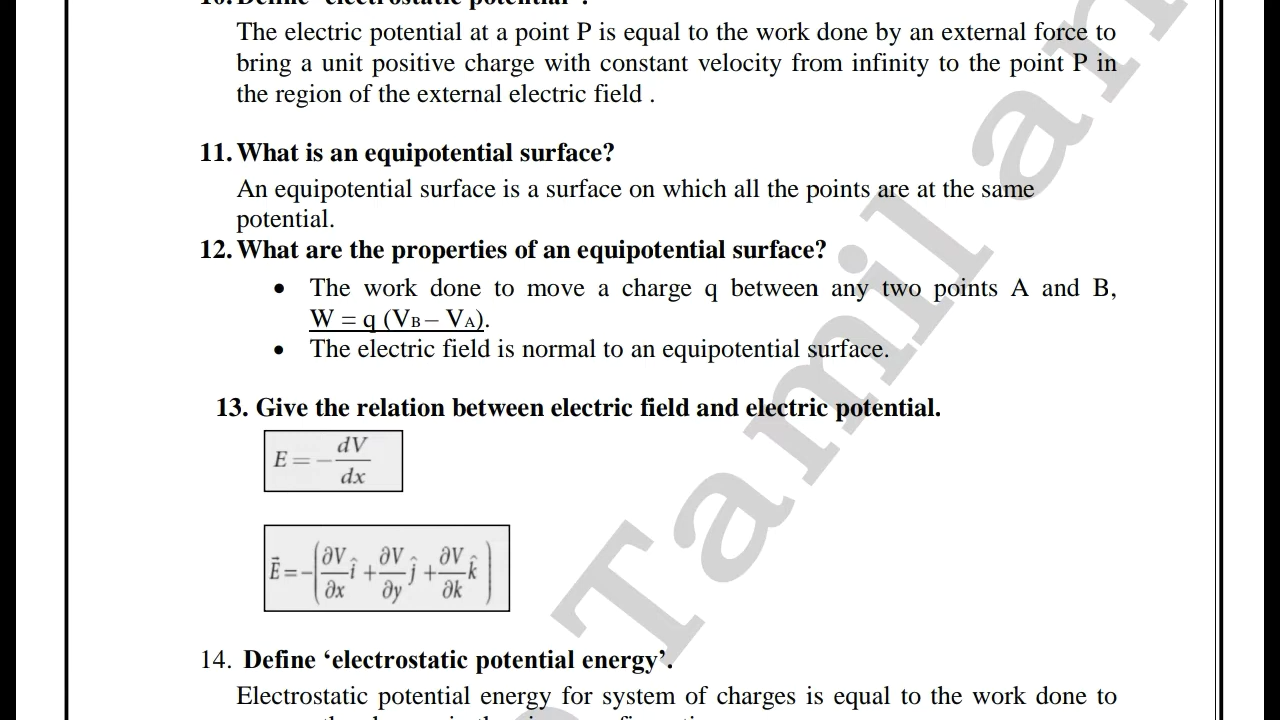 10. Define ‘electrostatic potential’.
The electric potential at a point P is equal to the work done by an external force to
bring a unit positive charge with constant velocity from infinity to the point P in
the region of the external electric field .
11. What is an equipotential surface?
An equipotential surface is a surface on which all the points are at the same
potential.
12. What are the properties of an equipotential surface?
• The work done to move a charge q between any two points A and B,
W = q (VB – VA).
• The electric field is normal to an equipotential surface.
13. Give the relation between electric field and electric potential.
E = − dV/dx
E⃗ = −(∂V/∂x î + ∂V/∂y ĵ + ∂V/∂k k̂)
14. Define ‘electrostatic potential energy’.
Electrostatic potential energy for system of charges is equal to the work done to
Tamil